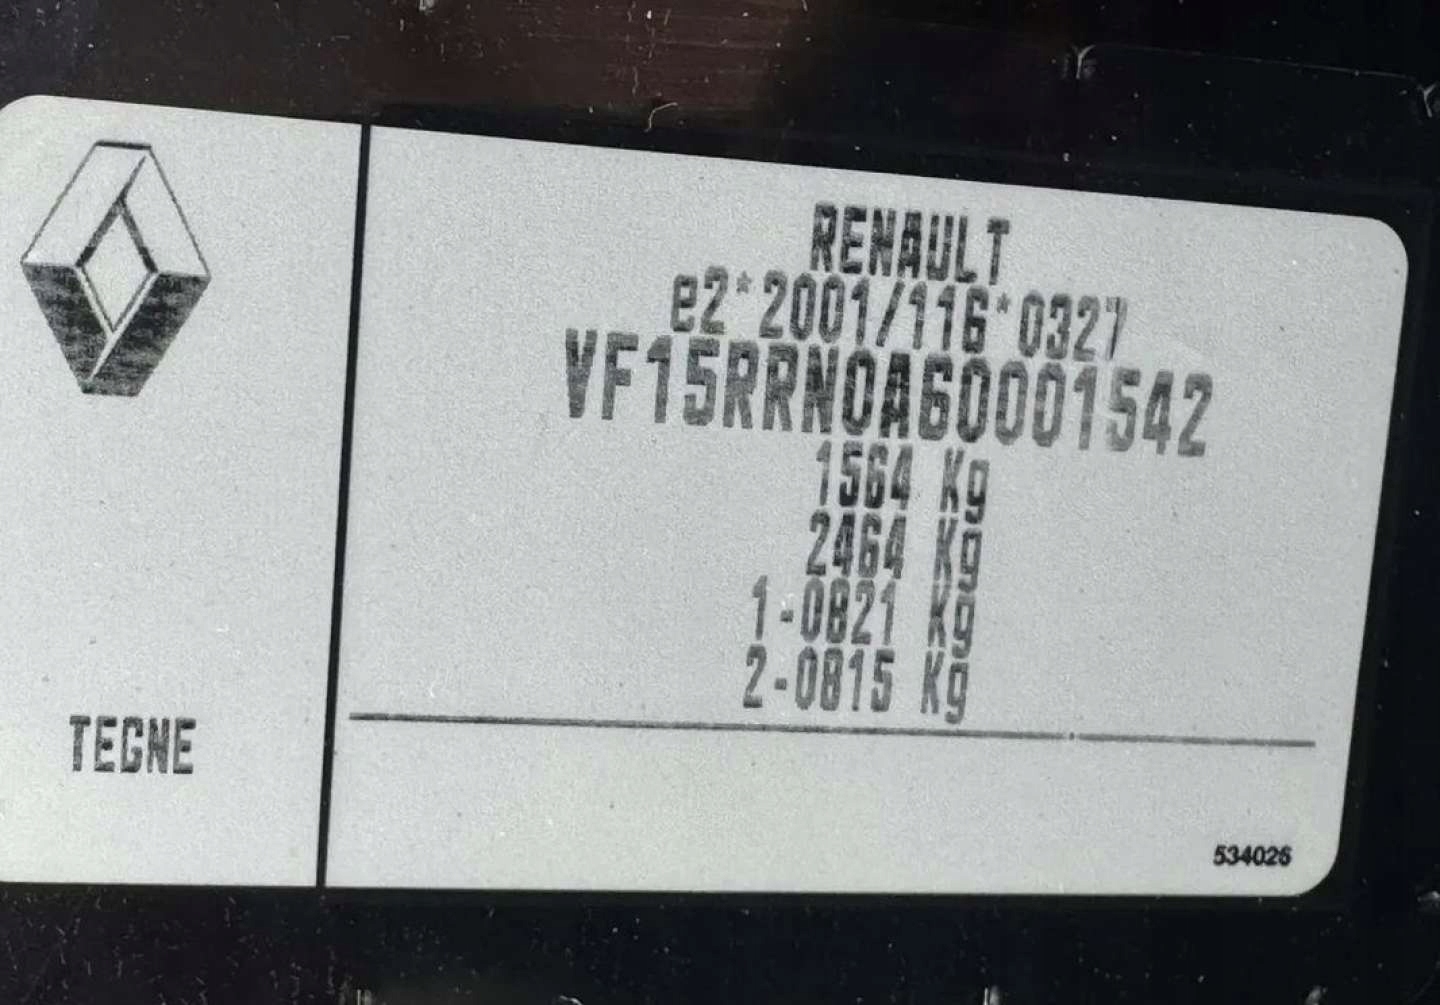 RENAULT
e2*2001/116*0327
VF15RRN0A60001542
1564 Kg
2464 Kg
1-0821 Kg
2-0815 Kg
TEGNE
534026